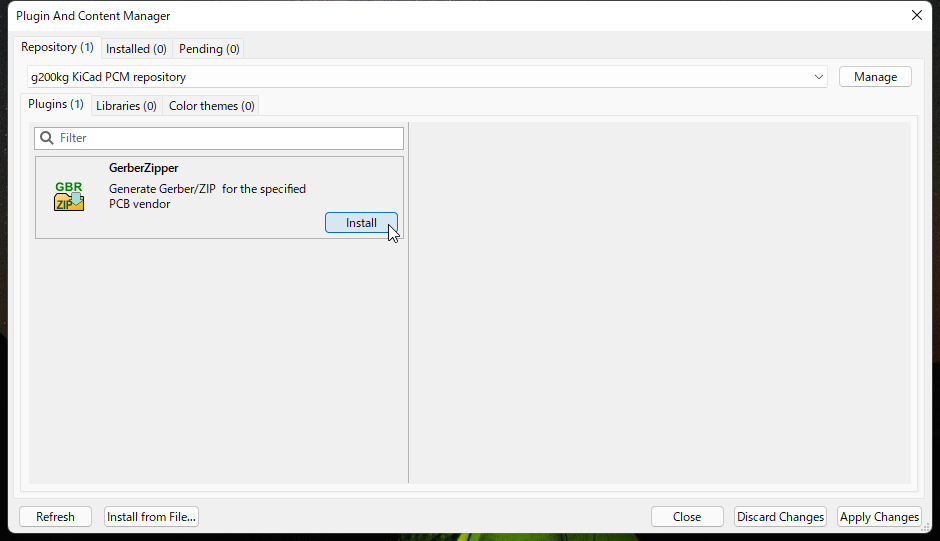 Plugin And Content Manager
Repository (1) Installed (0) Pending (0)
g200kg KiCad PCM repository
Manage
Plugins (1) Libraries (0) Color themes (0)
Filter
GerberZipper
GBR
ZIP
Generate Gerber/ZIP for the specified
PCB vendor
Install
Refresh Install from File... Close Discard Changes Apply Changes